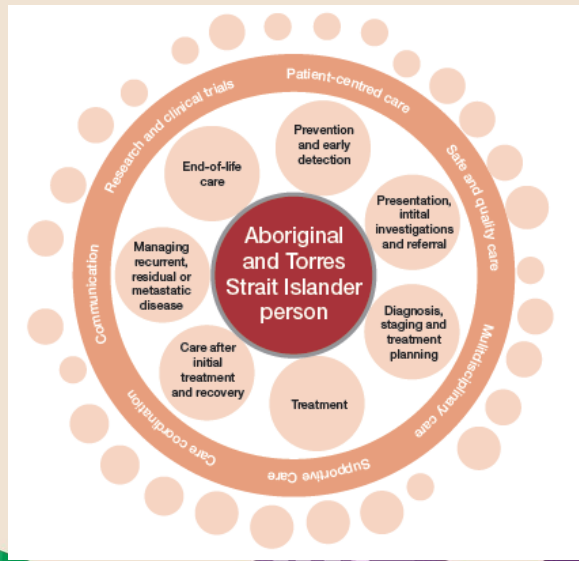 Patient-centred care
Safe and quality care
Mulitdisciplinary care
Supportive Care
Care coordination
Communication
Research and clinical trials
Prevention
and early
detection
Presentation,
intital
investigations
and referral
Diagnosis,
staging and
treatment
planning
Treatment
Care after
initial
treatment
and recovery
Managing
recurrent,
residual or
metastatic
disease
End-of-life
care
Aboriginal
and Torres
Strait Islander
person